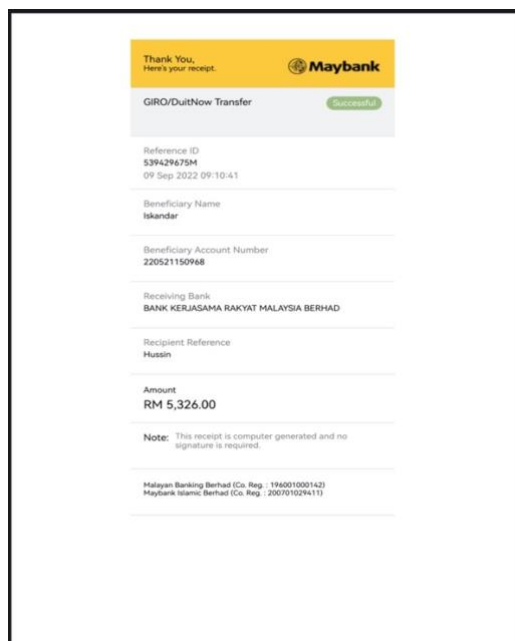 Thank You,
Here's your receipt.
Maybank
GIRO/DuitNow Transfer
Successful
Reference ID
539429675M
09 Sep 2022 09:10:41
Beneficiary Name
Iskandar
Beneficiary Account Number
220521150968
Receiving Bank
BANK KERJASAMA RAKYAT MALAYSIA BERHAD
Recipient Reference
Hussin
Amount
RM 5,326.00
Note: This receipt is computer generated and no
signature is required.
Malayan Banking Berhad (Co. Reg. : 196001000142)
Maybank Islamic Berhad (Co. Reg. : 200701029411)